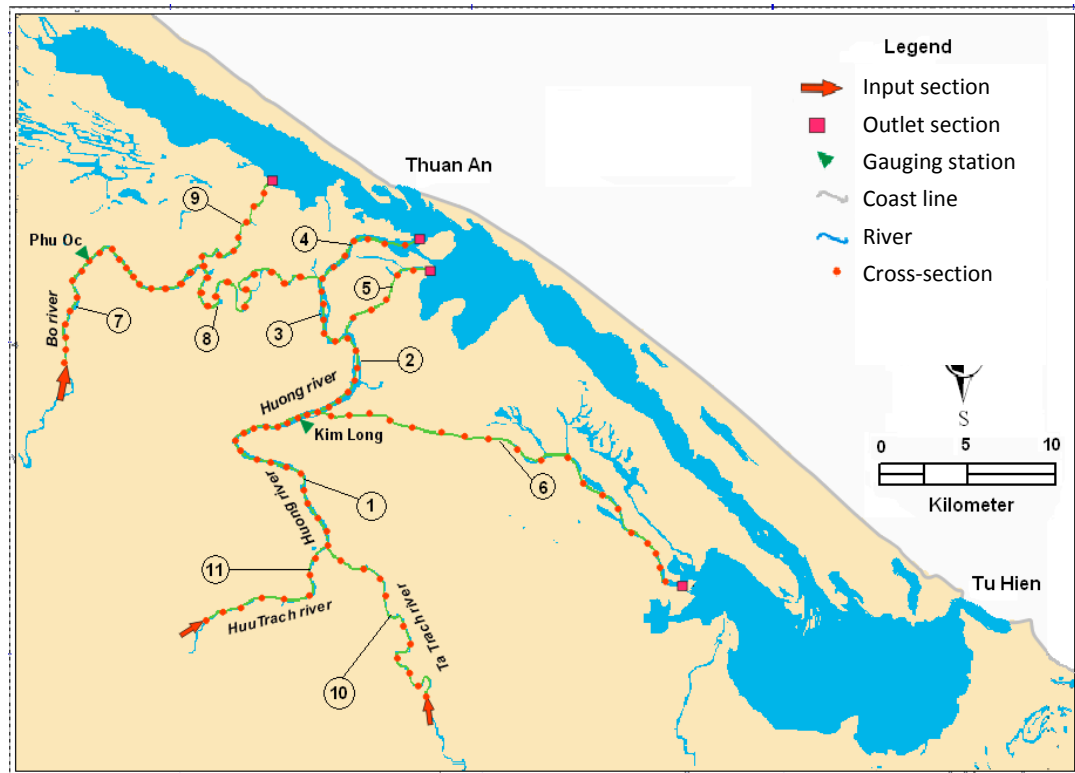 Legend
Input section
Outlet section
Gauging station
Coast line
River
Cross-section
Thuan An
9
4
Phu Oc
5
7
Bo river
8
3
2
Huong river
Kim Long
S
0 5 10
Kilometer
6
1
Huong river
11
Tu Hien
HuuTrach river
Ta Trach river
10